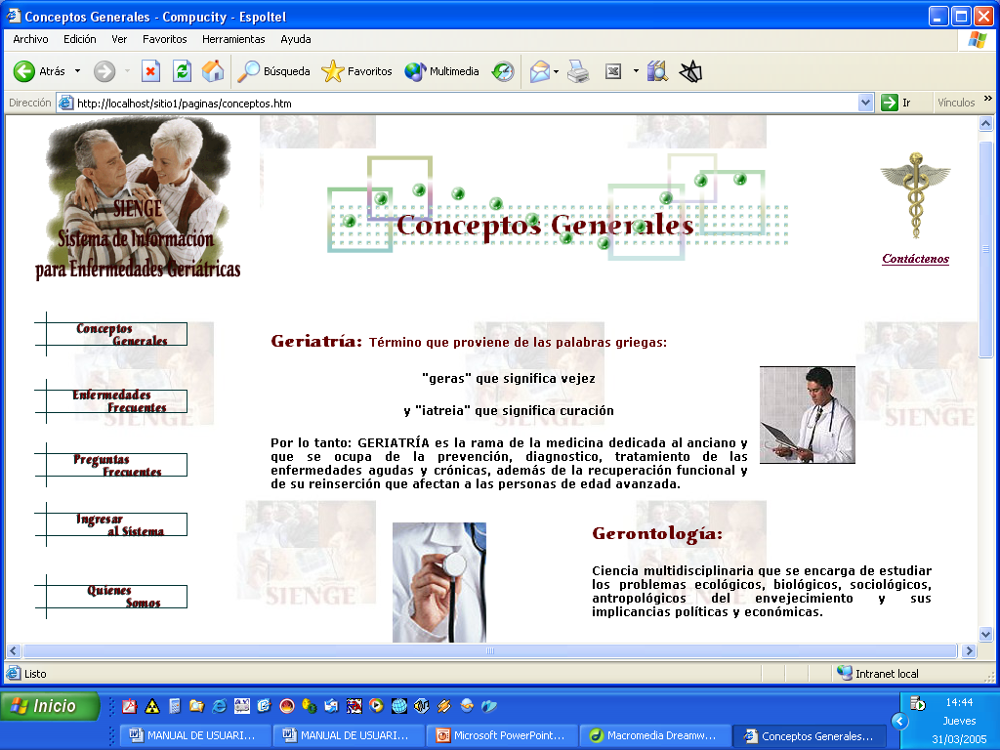 Conceptos Generales - Compucity - Espoltel
Archivo Edición Ver Favoritos Herramientas Ayuda
Atrás Búsqueda Favoritos Multimedia
Dirección http://localhost/sitio1/paginas/conceptos.htm Ir Vínculos »
SIENGE
Sistema de Información
para Enfermedades Geriátricas
Conceptos Generales
Contáctenos
Conceptos
Generales
Enfermedades
Frecuentes
Preguntas
Frecuentes
Ingresar
al Sistema
Quienes
Somos
Geriatría: Término que proviene de las palabras griegas:
"geras" que significa vejez
y "iatreia" que significa curación
Por lo tanto: GERIATRÍA es la rama de la medicina dedicada al anciano y
que se ocupa de la prevención, diagnostico, tratamiento de las
enfermedades agudas y crónicas, además de la recuperación funcional y
de su reinserción que afectan a las personas de edad avanzada.
Gerontología:
Ciencia multidisciplinaria que se encarga de estudiar
los problemas ecológicos, biológicos, sociológicos,
antropológicos del envejecimiento y sus
implicancias políticas y económicas.
SIENGE
SIENGE
SIENGE
SIENGE
Listo Intranet local
Inicio
14:44
Jueves
31/03/2005
MANUAL DE USUARI... MANUAL DE USUARI... Microsoft PowerPoint... Macromedia Dreamw... Conceptos Generales...